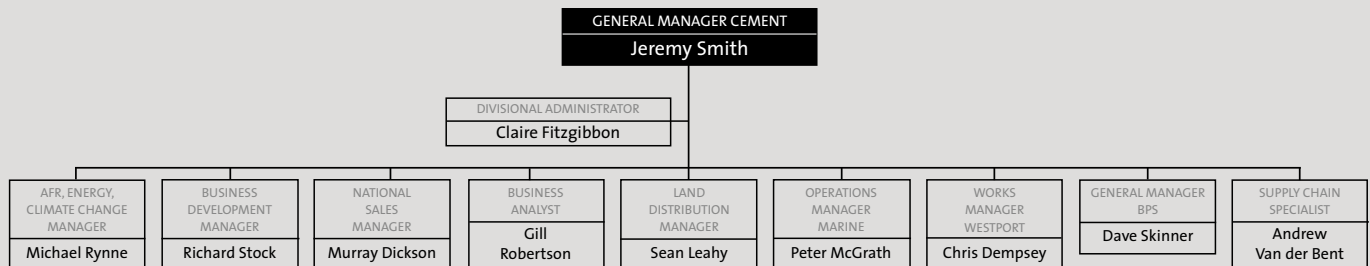 GENERAL MANAGER CEMENT
Jeremy Smith
DIVISIONAL ADMINISTRATOR
Claire Fitzgibbon
AFR, ENERGY,
CLIMATE CHANGE
MANAGER
Michael Rynne
BUSINESS
DEVELOPMENT
MANAGER
Richard Stock
NATIONAL
SALES
MANAGER
Murray Dickson
BUSINESS
ANALYST
Gill
Robertson
LAND
DISTRIBUTION
MANAGER
Sean Leahy
OPERATIONS
MANAGER
MARINE
Peter McGrath
WORKS
MANAGER
WESTPORT
Chris Dempsey
GENERAL MANAGER
BPS
Dave Skinner
SUPPLY CHAIN
SPECIALIST
Andrew
Van der Bent